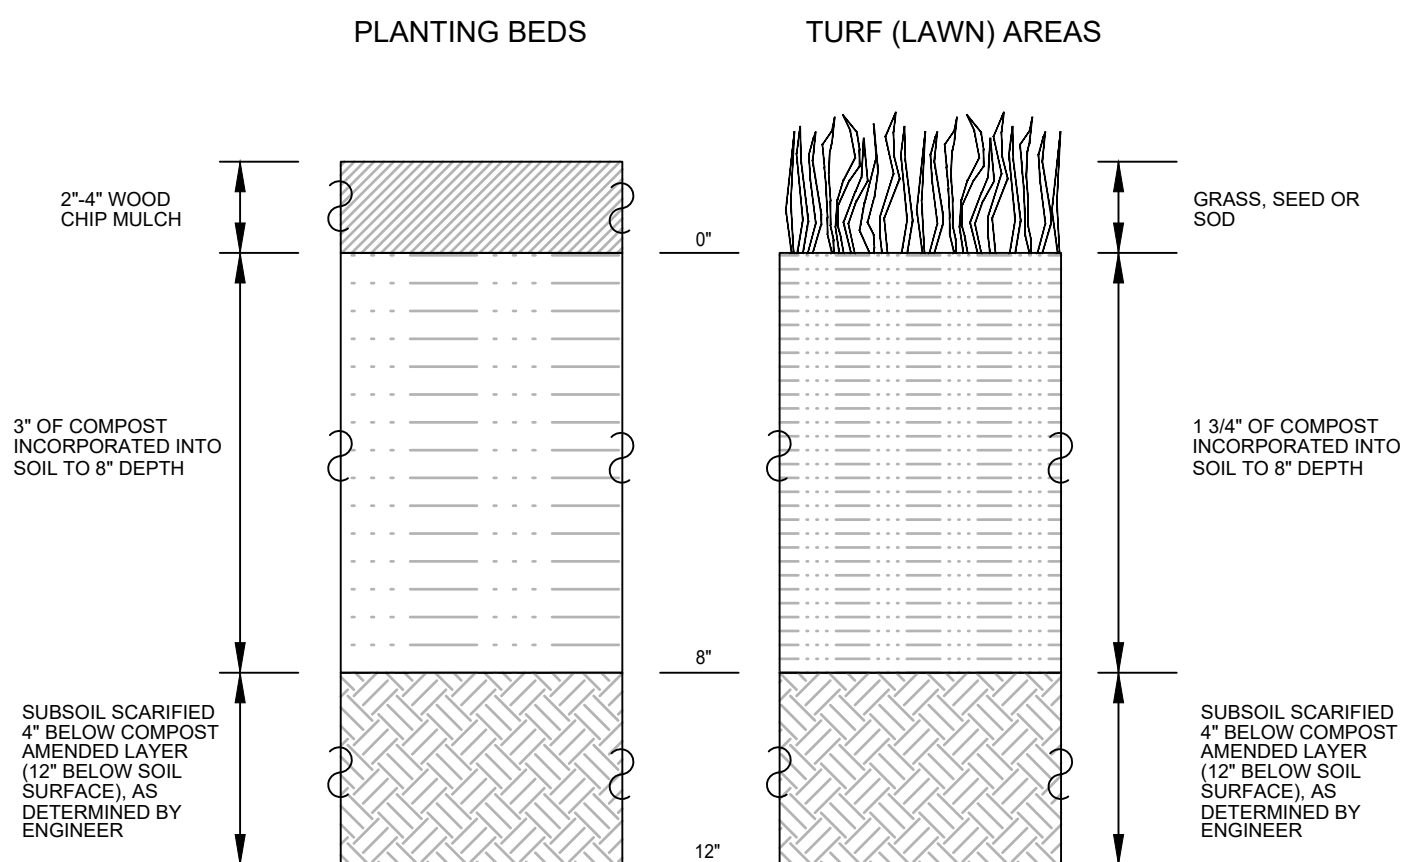 PLANTING BEDS
TURF (LAWN) AREAS
2"-4" WOOD
CHIP MULCH
3" OF COMPOST
INCORPORATED INTO
SOIL TO 8" DEPTH
SUBSOIL SCARIFIED
4" BELOW COMPOST
AMENDED LAYER
(12" BELOW SOIL
SURFACE), AS
DETERMINED BY
ENGINEER
0"
8"
12"
GRASS, SEED OR
SOD
1 3/4" OF COMPOST
INCORPORATED INTO
SOIL TO 8" DEPTH
SUBSOIL SCARIFIED
4" BELOW COMPOST
AMENDED LAYER
(12" BELOW SOIL
SURFACE), AS
DETERMINED BY
ENGINEER